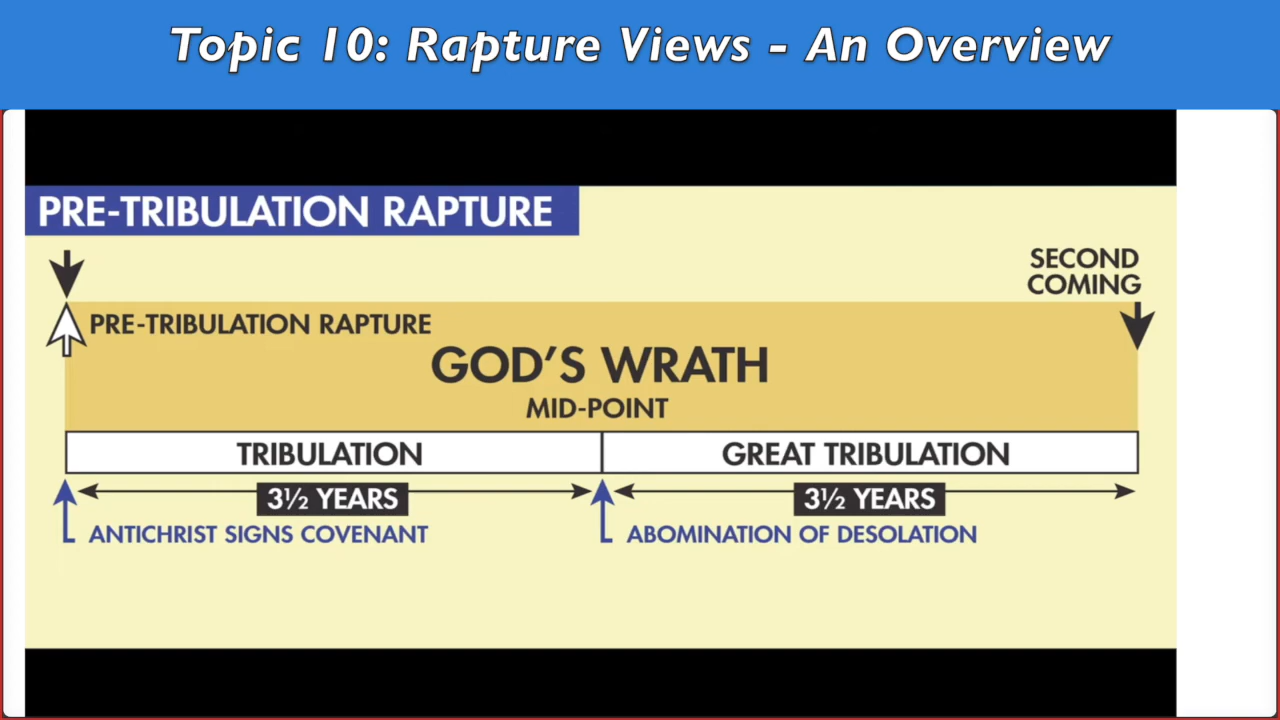 Topic 10: Rapture Views - An Overview
PRE-TRIBULATION RAPTURE
SECOND
COMING
PRE-TRIBULATION RAPTURE
GOD'S WRATH
MID-POINT
TRIBULATION
GREAT TRIBULATION
3½ YEARS
3½ YEARS
ANTICHRIST SIGNS COVENANT
ABOMINATION OF DESOLATION